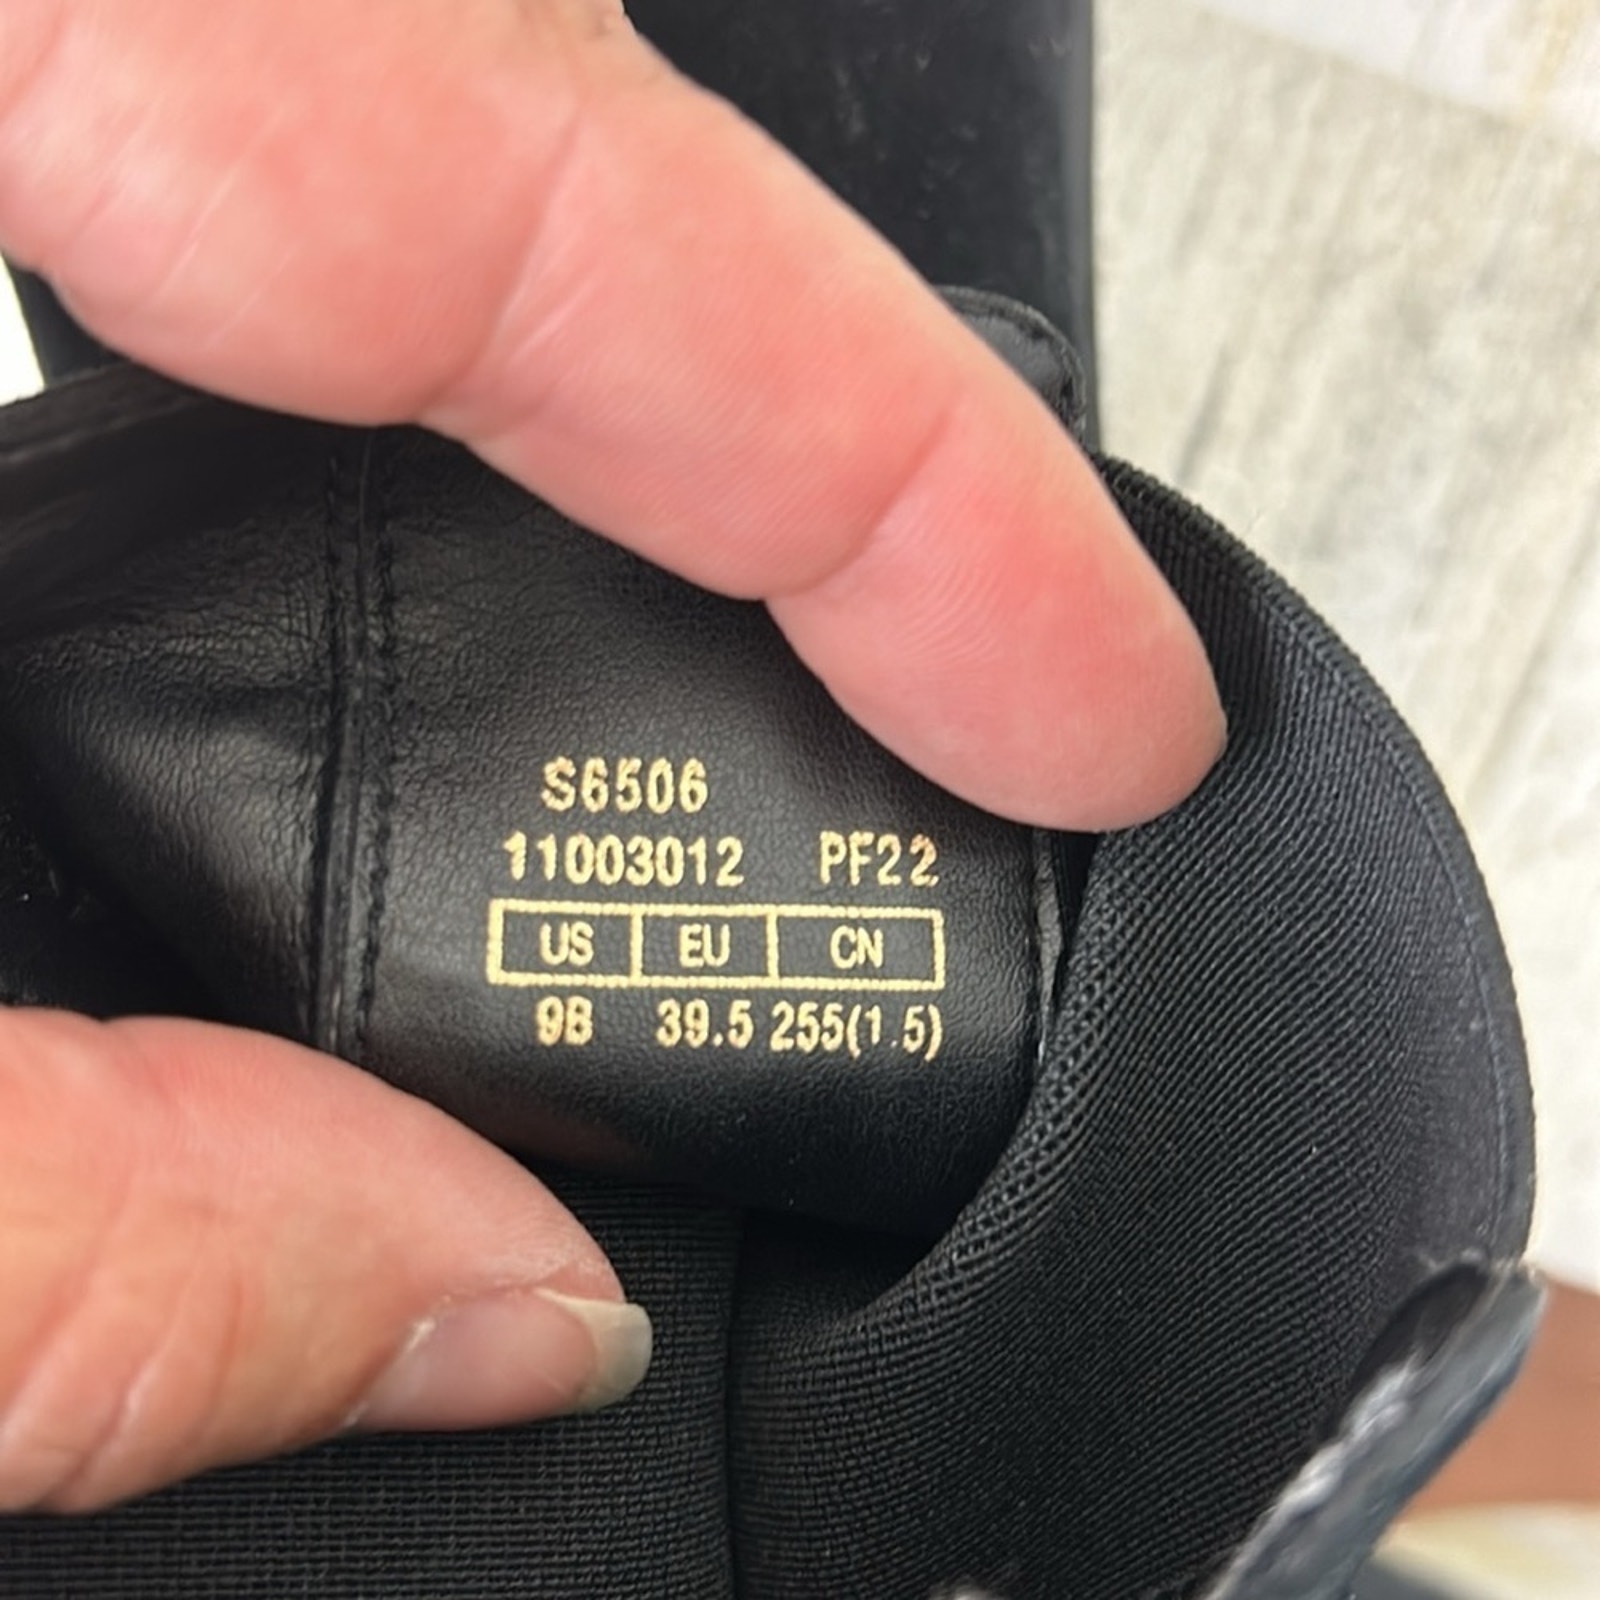 S6506
11003012 PF22
US EU CN
9B 39.5 255(1.5)